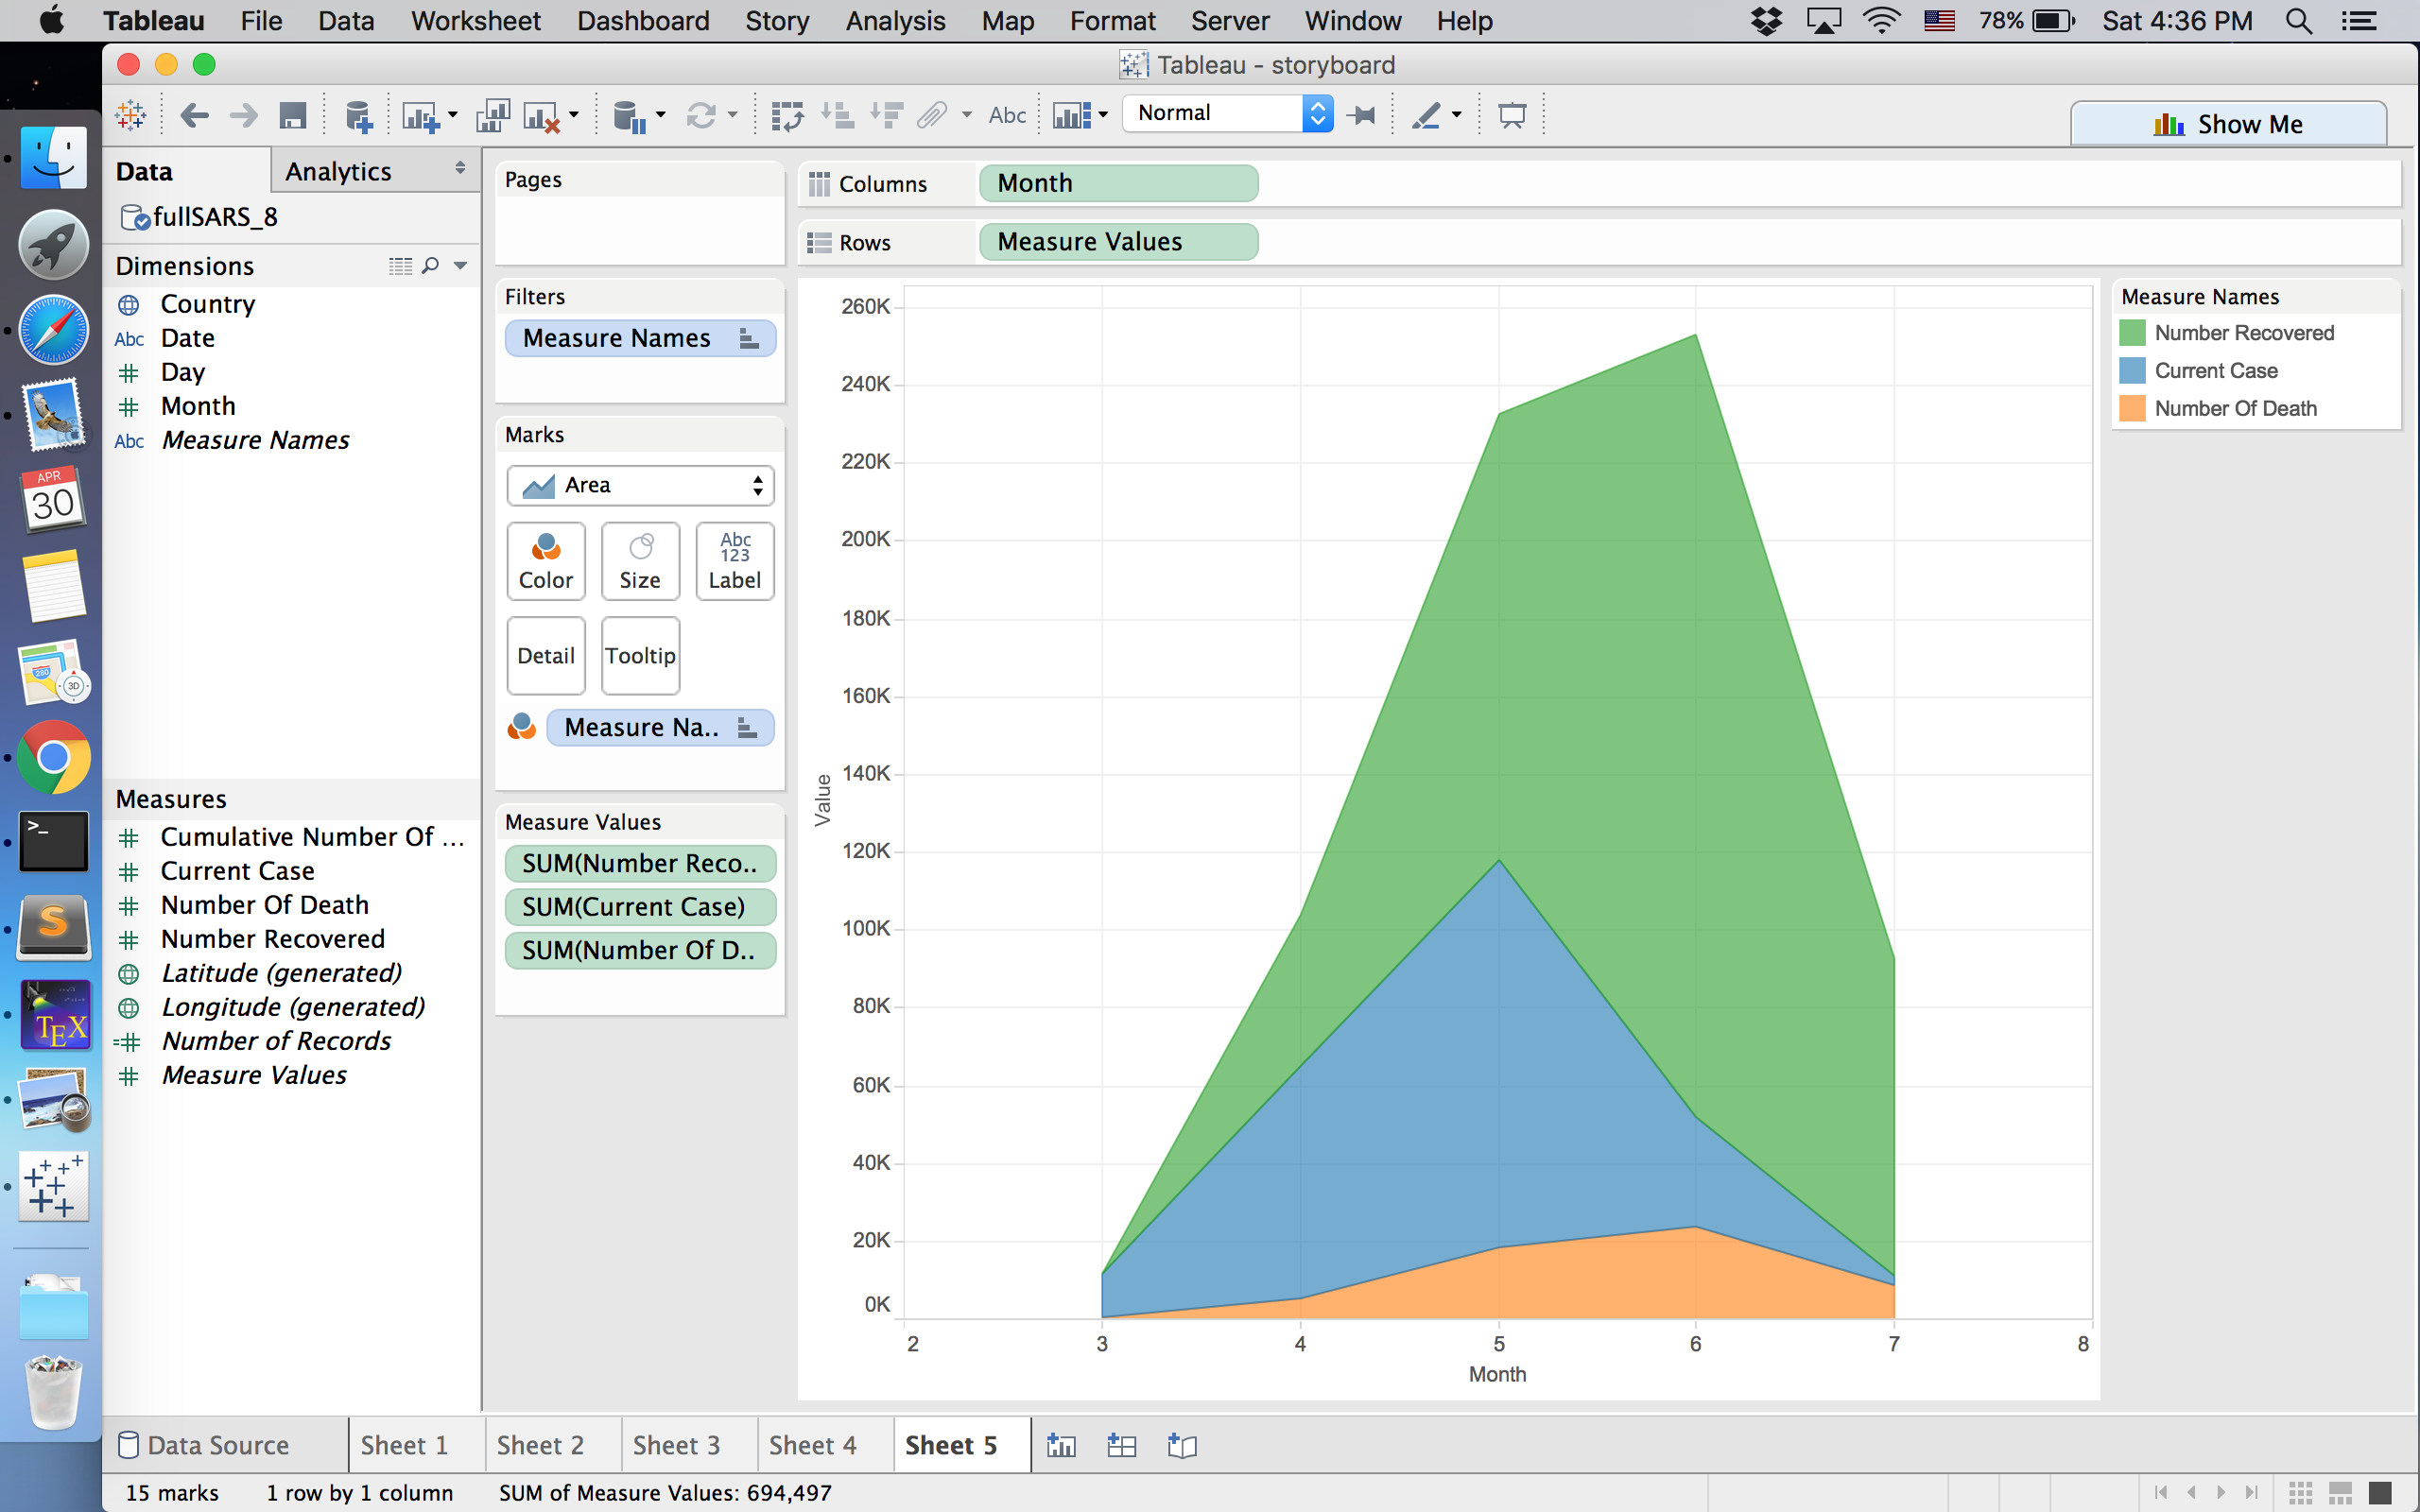 Tableau File Data Worksheet Dashboard Story Analysis Map Format Server Window Help 78% Sat 4:36 PM
Tableau - storyboard
Abc Normal Show Me
Data Analytics
fullSARS_8
Dimensions
Country
Abc Date
Day
Month
Abc Measure Names
Measures
Cumulative Number Of ...
Current Case
Number Of Death
Number Recovered
Latitude (generated)
Longitude (generated)
=# Number of Records
Measure Values
Pages
Filters
Measure Names
Marks
Area
Color Size Abc 123 Label
Detail Tooltip
Measure Na..
Measure Values
SUM(Number Reco..
SUM(Current Case)
SUM(Number Of D..
Columns Month
Rows Measure Values
260K
240K
220K
200K
180K
160K
140K
120K
100K
80K
60K
40K
20K
0K
Value
2 3 4 5 6 7 8
Month
Measure Names
Number Recovered
Current Case
Number Of Death
APR
30
280
3D
>_
S
TEX
Data Source Sheet 1 Sheet 2 Sheet 3 Sheet 4 Sheet 5
15 marks 1 row by 1 column SUM of Measure Values: 694,497